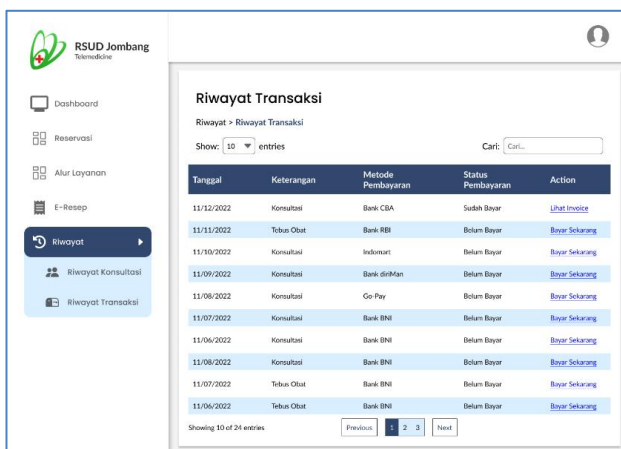 RSUD Jombang
Telemedicine
Dashboard
Reservasi
Alur Layanan
E-Resep
Riwayat
Riwayat Konsultasi
Riwayat Transaksi
Riwayat Transaksi
Riwayat > Riwayat Transaksi
Show: 10 entries Cari: Cari...
Tanggal Keterangan Metode Pembayaran Status Pembayaran Action
11/12/2022 Konsultasi Bank CBA Sudah Bayar Lihat Invoice
11/11/2022 Tebus Obat Bank RBI Belum Bayar Bayar Sekarang
11/10/2022 Konsultasi Indomart Belum Bayar Bayar Sekarang
11/09/2022 Konsultasi Bank diriMan Belum Bayar Bayar Sekarang
11/08/2022 Konsultasi Go-Pay Belum Bayar Bayar Sekarang
11/07/2022 Konsultasi Bank BNI Belum Bayar Bayar Sekarang
11/06/2022 Konsultasi Bank BNI Belum Bayar Bayar Sekarang
11/08/2022 Konsultasi Bank BNI Belum Bayar Bayar Sekarang
11/07/2022 Tebus Obat Bank BNI Belum Bayar Bayar Sekarang
11/06/2022 Tebus Obat Bank BNI Belum Bayar Bayar Sekarang
Showing 10 of 24 entries Previous 1 2 3 Next